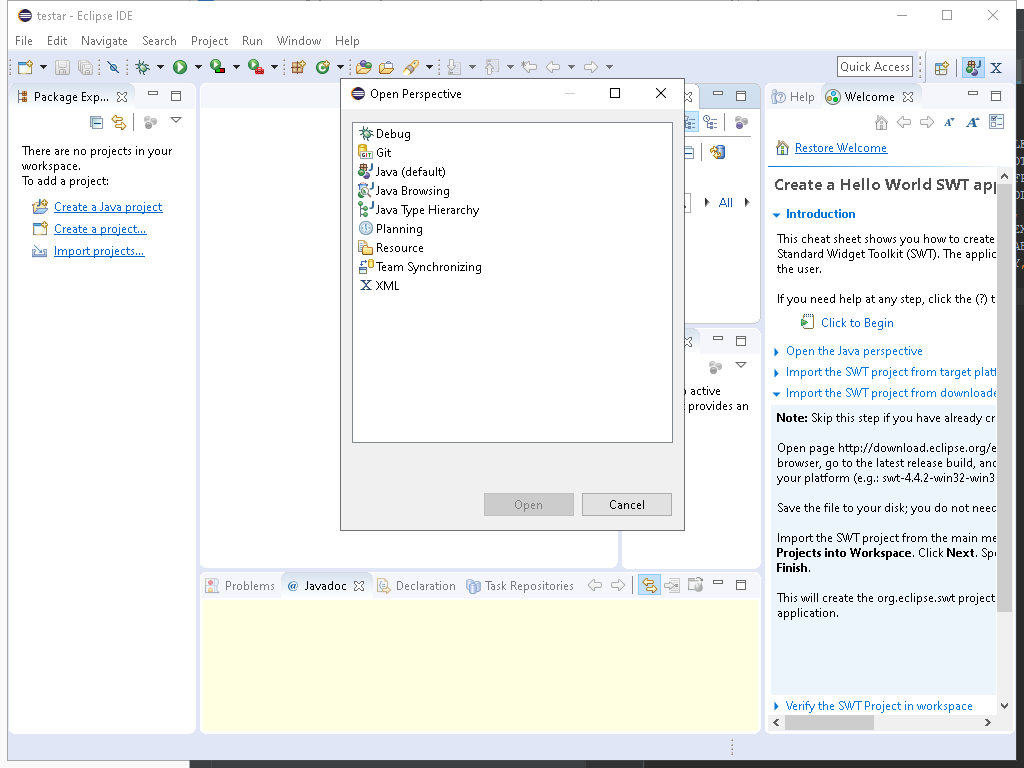 testar - Eclipse IDE
File Edit Navigate Search Project Run Window Help
Quick Access
Package Exp...
There are no projects in your
workspace.
To add a project:
Create a Java project
Create a project...
Import projects...
Open Perspective
Debug
Git
Java (default)
Java Browsing
Java Type Hierarchy
Planning
Resource
Team Synchronizing
XML
Open Cancel
All
active
provides an
Problems @ Javadoc Declaration Task Repositories
Help Welcome
Restore Welcome
Create a Hello World SWT app
Introduction
This cheat sheet shows you how to create
Standard Widget Toolkit (SWT). The applic
the user.
If you need help at any step, click the (?) t
Click to Begin
Open the Java perspective
Import the SWT project from target platf
Import the SWT project from downloade
Note: Skip this step if you have already cr
Open page http://download.eclipse.org/e
browser, go to the latest release build, and
your platform (e.g.: swt-4.4.2-win32-win3
Save the file to your disk; you do not need
Import the SWT project from the main me
Projects into Workspace. Click Next. Spe
Finish.
This will create the org.eclipse.swt project
application.
Verify the SWT Project in workspace